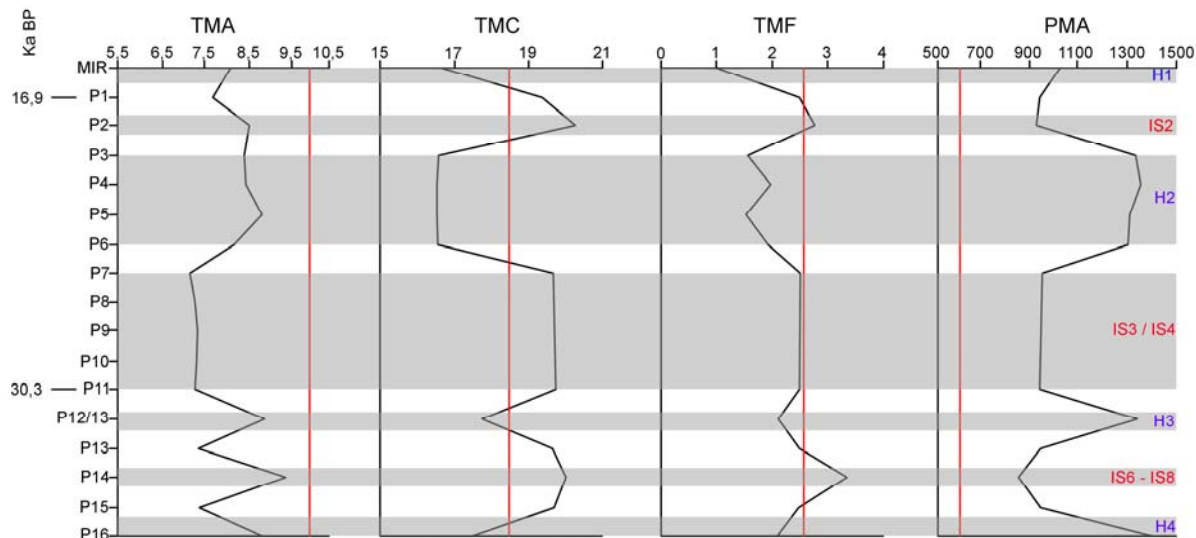 Ka BP
TMA TMC TMF PMA
5,5 6,5 7,5 8,5 9,5 10,5 15 17 19 21 0 1 2 3 4 500 700 900 1100 1300 1500
MIR H1
16,9 P1
P2 IS2
P3
P4 H2
P5
P6
P7
P8
P9 IS3 / IS4
P10
30,3 P11
P12/13 H3
P13
P14 IS6 - IS8
P15
P16 H4